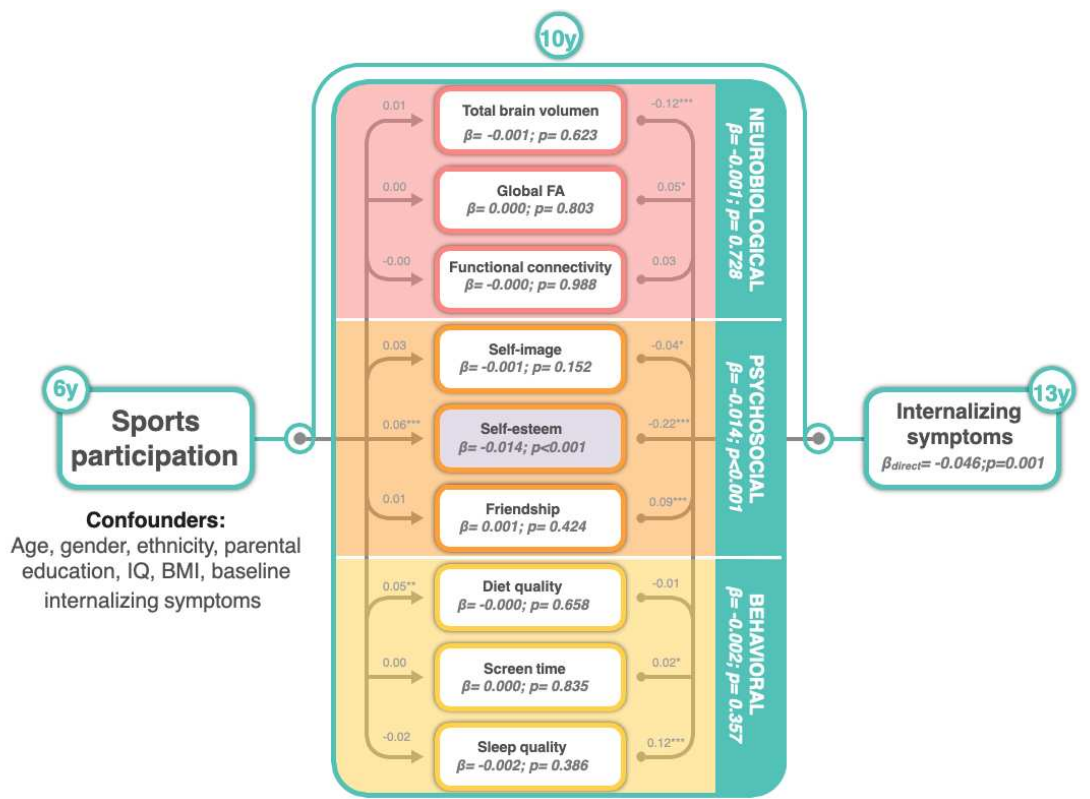 10y
6y
Sports
participation
Confounders:
Age, gender, ethnicity, parental
education, IQ, BMI, baseline
internalizing symptoms
0.01
Total brain volumen
β= -0.001; p= 0.623
-0.12***
0.00
Global FA
β= 0.000; p= 0.803
0.05*
-0.00
Functional connectivity
β= -0.000; p= 0.988
0.03
NEUROBIOLOGICAL
β= -0.001; p= 0.728
0.03
Self-image
β= -0.001; p= 0.152
-0.04*
0.06***
Self-esteem
β= -0.014; p<0.001
-0.22***
0.01
Friendship
β= 0.001; p= 0.424
0.09***
PSYCHOSOCIAL
β= -0.014; p<0.001
0.05**
Diet quality
β= -0.000; p= 0.658
-0.01
0.00
Screen time
β= 0.000; p= 0.835
0.02*
-0.02
Sleep quality
β= -0.002; p= 0.386
0.12***
BEHAVIORAL
β= -0.002; p= 0.357
13y
Internalizing
symptoms
βdirect= -0.046;p=0.001